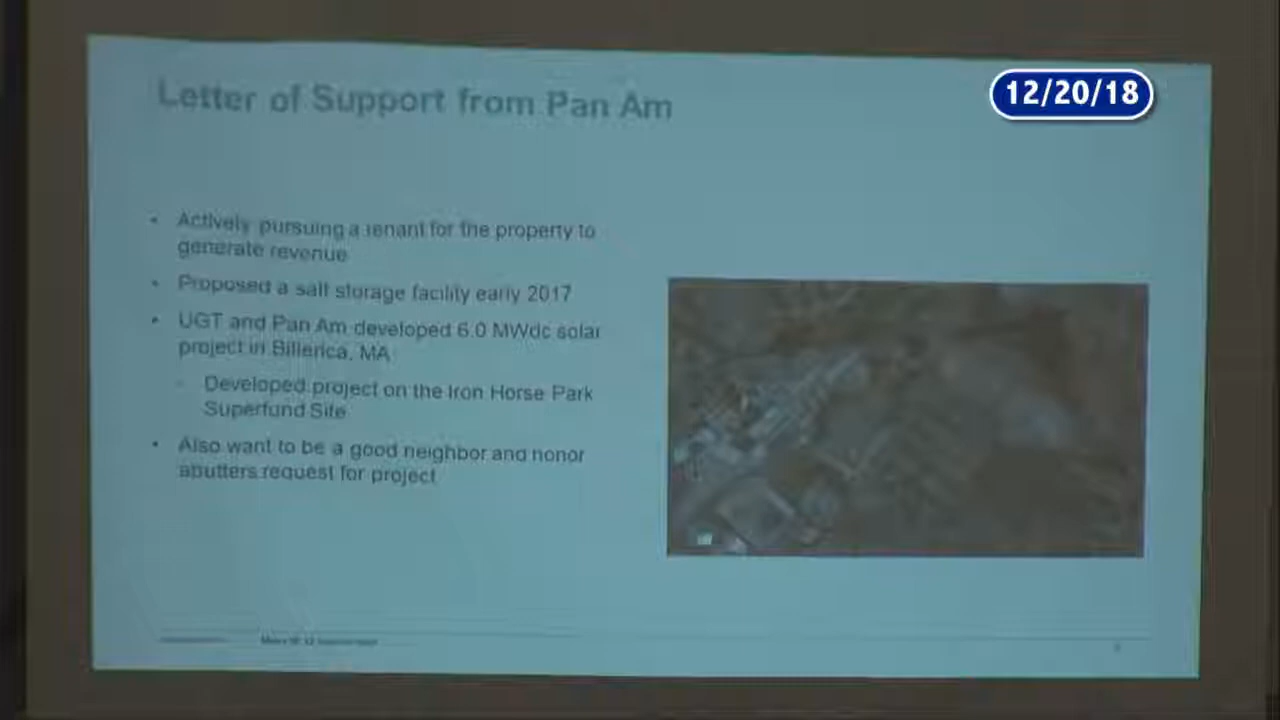 Letter of Support from Pan Am
12/20/18
• Actively pursuing a tenant for the property to
generate revenue
• Proposed a salt storage facility early 2017
• UGT and Pan Am developed 6.0 MWdc solar
project in Billerica, MA
- Developed project on the Iron Horse Park
Superfund Site
• Also want to be a good neighbor and honor
abutters request for project